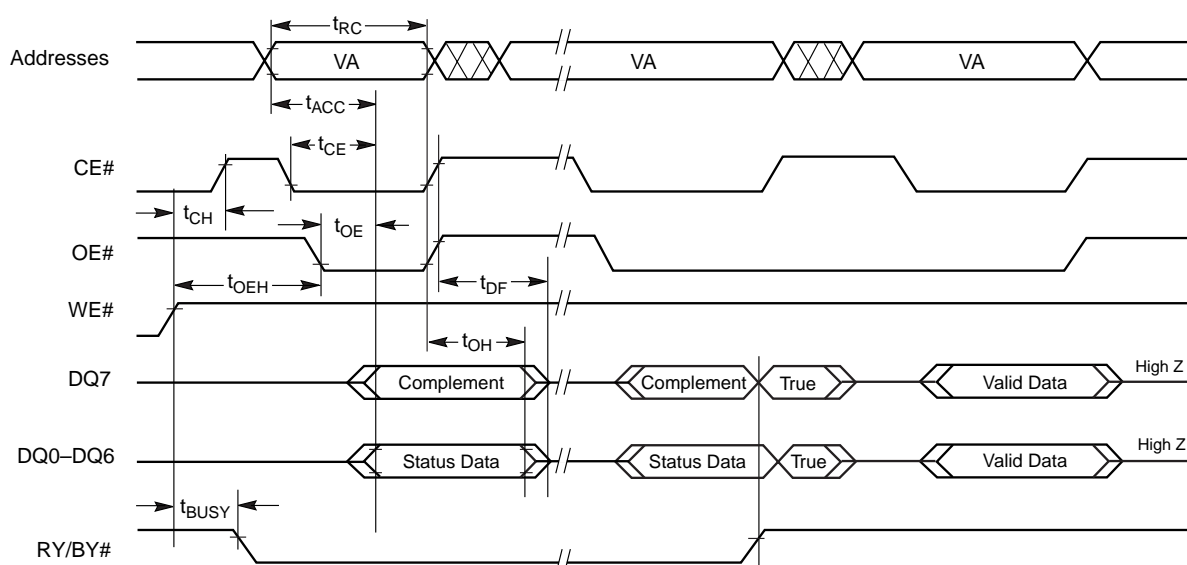 tRC
Addresses VA VA VA
tACC
tCE
CE#
tCH tOE
OE#
tOEH tDF
WE#
tOH
DQ7 Complement Complement True Valid Data High Z
DQ0–DQ6 Status Data Status Data True Valid Data High Z
tBUSY
RY/BY#